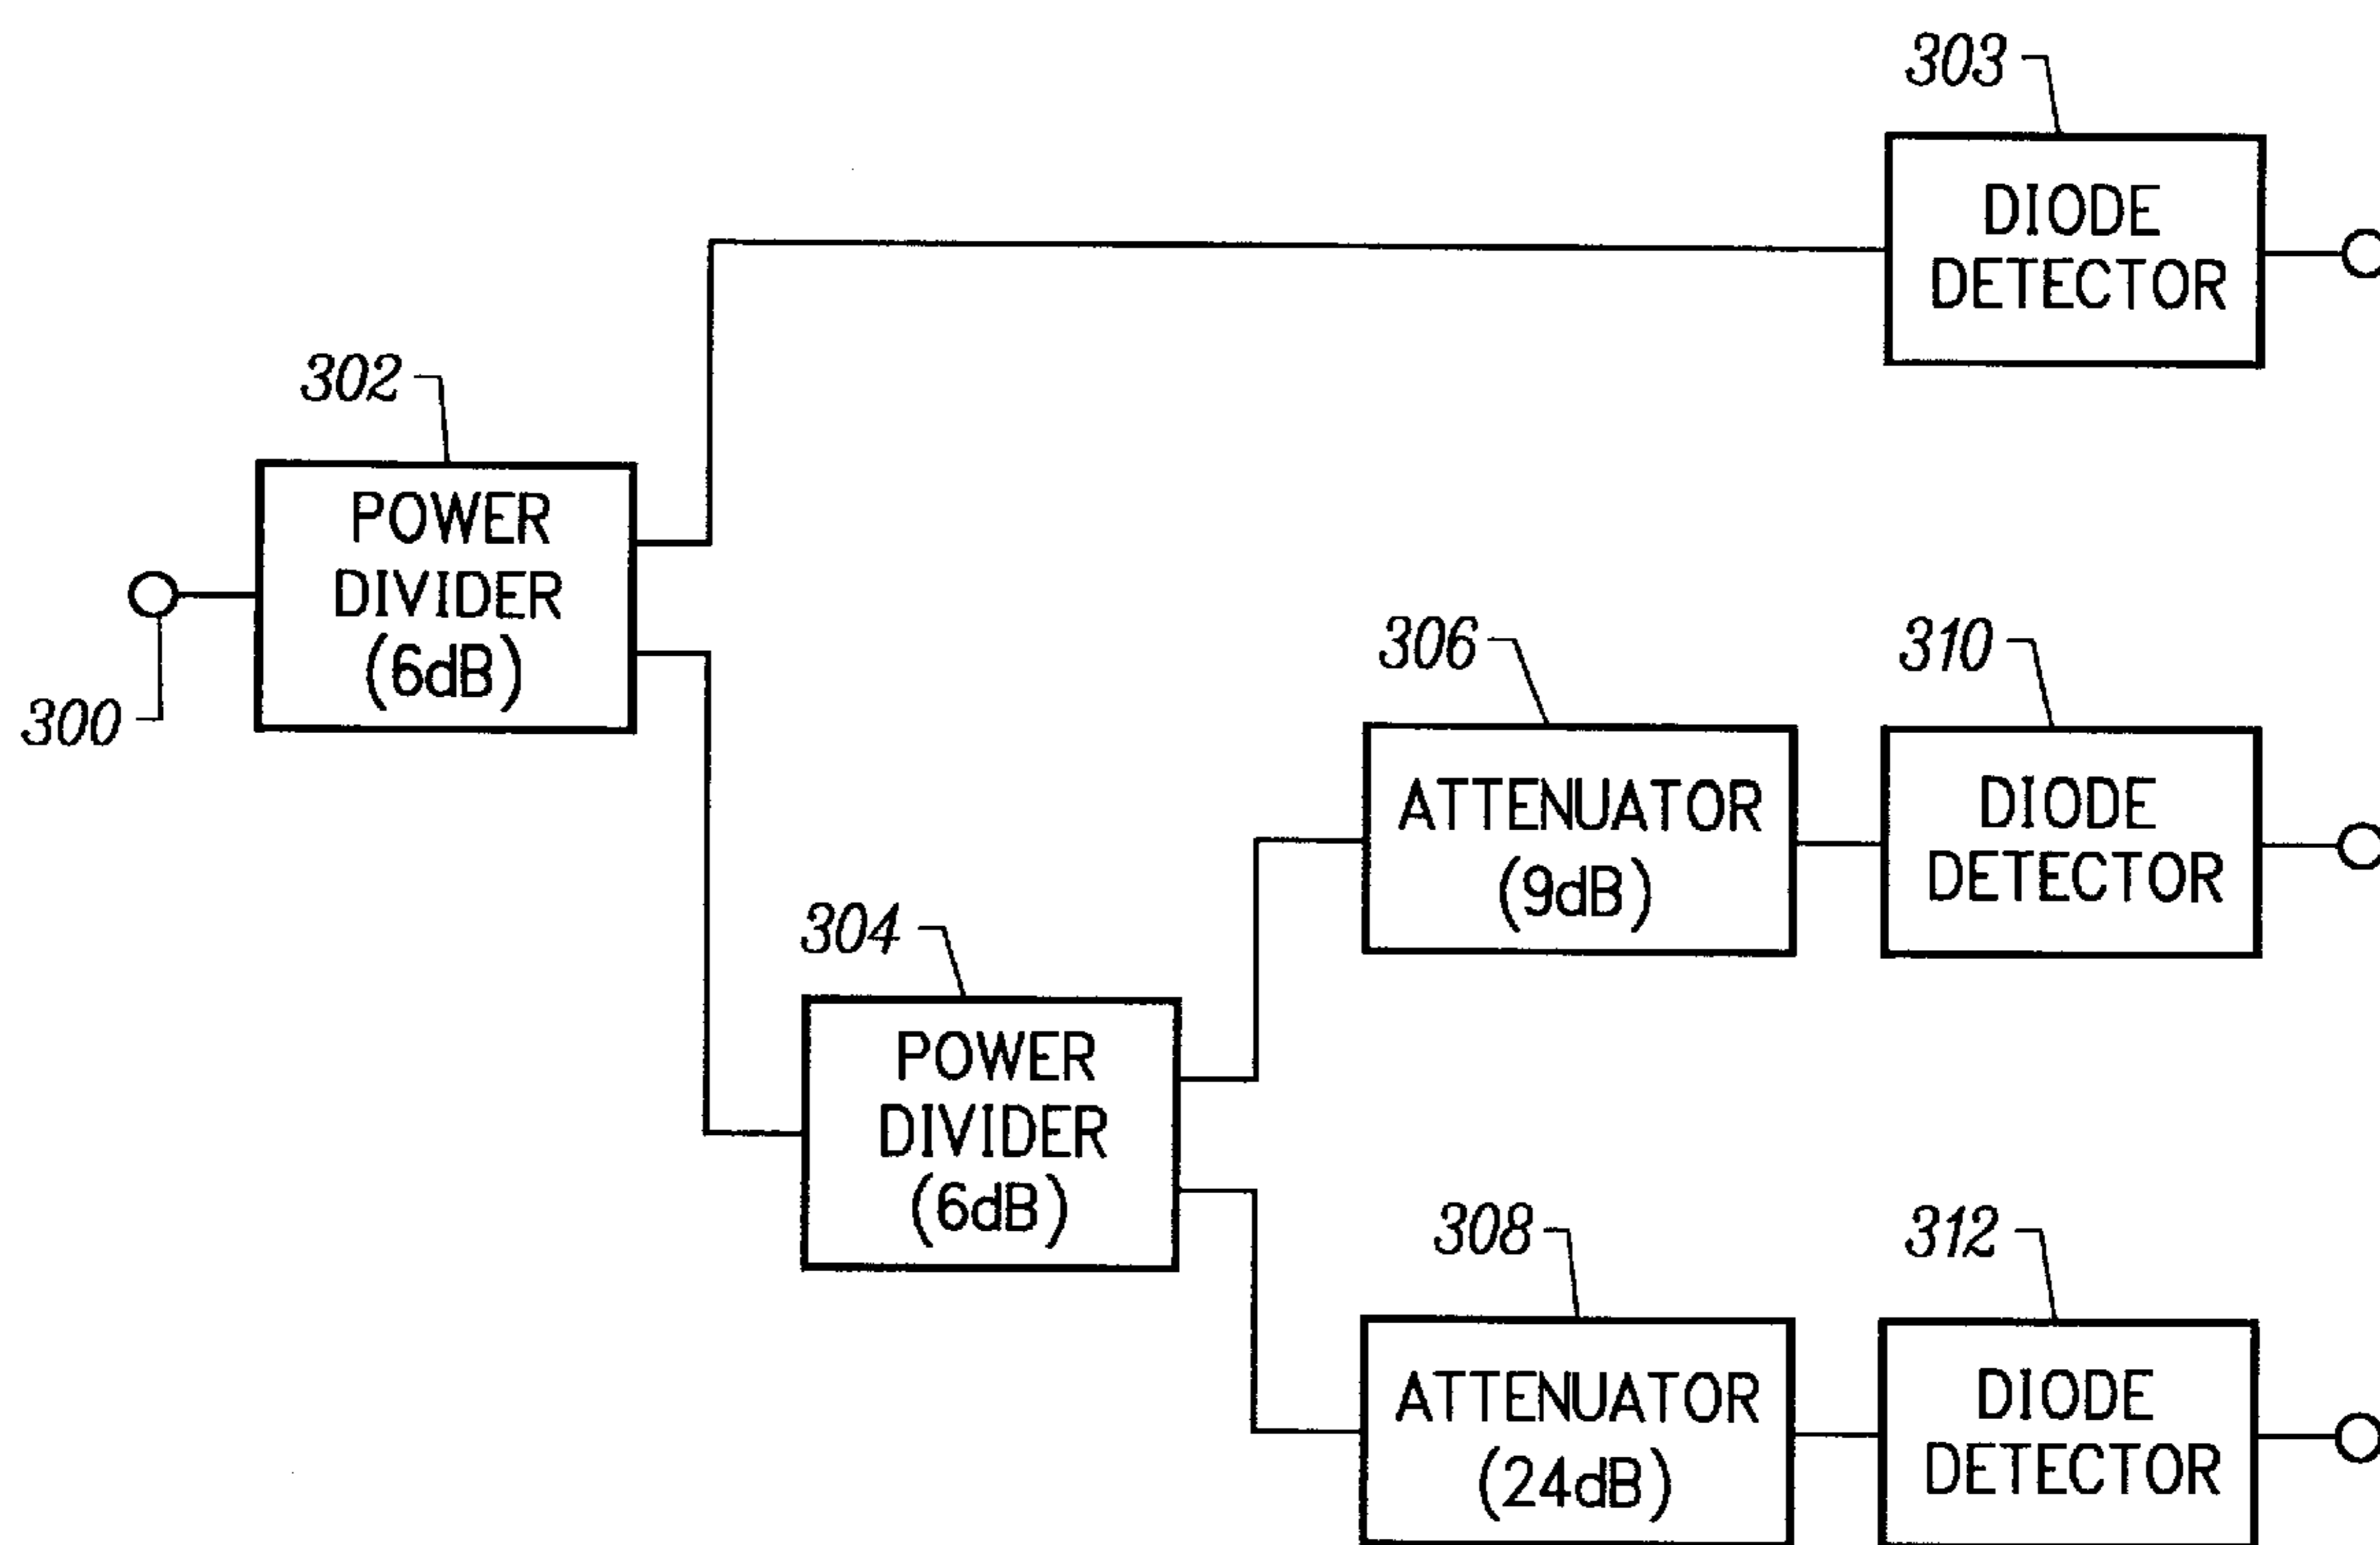 303
DIODE
DETECTOR
302
POWER
DIVIDER
(6dB)
300
306
310
ATTENUATOR
(9dB)
DIODE
DETECTOR
304
POWER
DIVIDER
(6dB)
308
312
ATTENUATOR
(24dB)
DIODE
DETECTOR